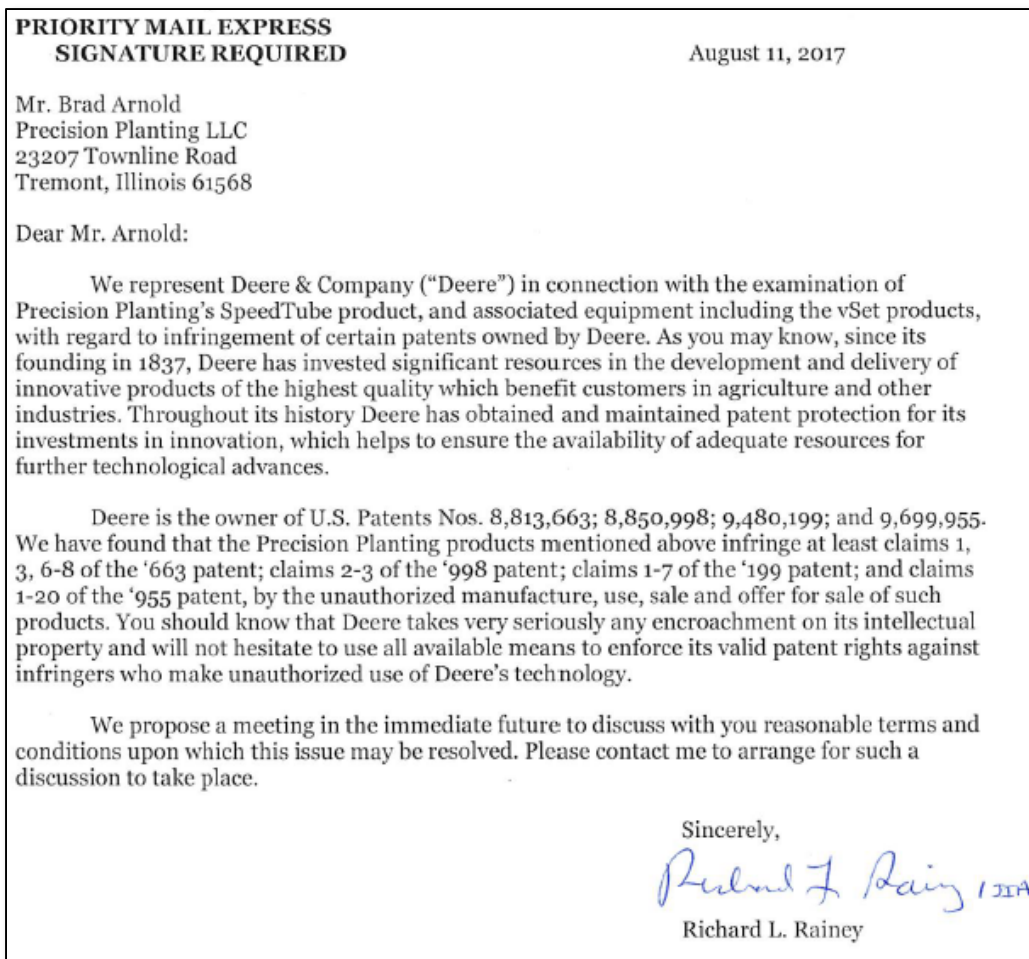 PRIORITY MAIL EXPRESS
SIGNATURE REQUIRED
August 11, 2017
Mr. Brad Arnold
Precision Planting LLC
23207 Townline Road
Tremont, Illinois 61568
Dear Mr. Arnold:
We represent Deere & Company (“Deere”) in connection with the examination of
Precision Planting’s SpeedTube product, and associated equipment including the vSet products,
with regard to infringement of certain patents owned by Deere. As you may know, since its
founding in 1837, Deere has invested significant resources in the development and delivery of
innovative products of the highest quality which benefit customers in agriculture and other
industries. Throughout its history Deere has obtained and maintained patent protection for its
investments in innovation, which helps to ensure the availability of adequate resources for
further technological advances.
Deere is the owner of U.S. Patents Nos. 8,813,663; 8,850,998; 9,480,199; and 9,699,955.
We have found that the Precision Planting products mentioned above infringe at least claims 1,
3, 6-8 of the ‘663 patent; claims 2-3 of the ‘998 patent; claims 1-7 of the ‘199 patent; and claims
1-20 of the ‘955 patent, by the unauthorized manufacture, use, sale and offer for sale of such
products. You should know that Deere takes very seriously any encroachment on its intellectual
property and will not hesitate to use all available means to enforce its valid patent rights against
infringers who make unauthorized use of Deere’s technology.
We propose a meeting in the immediate future to discuss with you reasonable terms and
conditions upon which this issue may be resolved. Please contact me to arrange for such a
discussion to take place.
Sincerely,
Richard L. Rainey